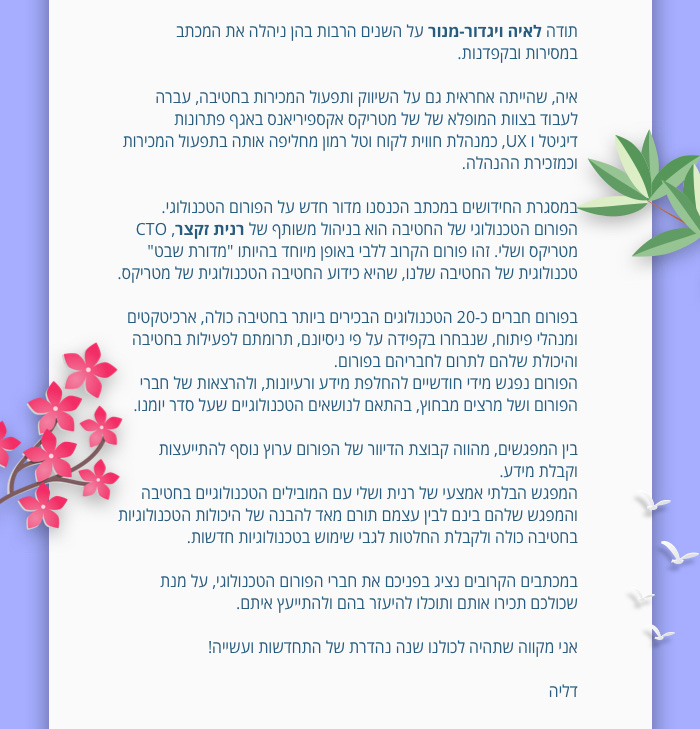 תודה לאיה ויגדור-מנור על השנים הרבות בהן ניהלה את המכתב
במסירות ובקפדנות.
איה, שהייתה אחראית גם על השיווק ותפעול המכירות בחטיבה, עברה
לעבוד בצוות המופלא של של מטריקס אקספיריאנס באגף פתרונות
דיגיטל ו UX, כמנהלת חווית לקוח וטל רמון מחליפה אותה בתפעול המכירות
וכמזכירת ההנהלה.
במסגרת החידושים במכתב הכנסנו מדור חדש על הפורום הטכנולוגי.
הפורום הטכנולוגי של החטיבה הוא בניהול משותף של רנית זקצר, CTO
מטריקס ושלי. זהו פורום הקרוב ללבי באופן מיוחד בהיותו "מדורת שבט"
טכנולוגית של החטיבה שלנו, שהיא כידוע החטיבה הטכנולוגית של מטריקס.
בפורום חברים כ-20 הטכנולוגים הבכירים ביותר בחטיבה כולה, ארכיטקטים
ומנהלי פיתוח, שנבחרו בקפידה על פי ניסיונם, תרומתם לפעילות בחטיבה
והיכולת שלהם לתרום לחבריהם בפורום.
הפורום נפגש מידי חודשיים להחלפת מידע ורעיונות, ולהרצאות של חברי
הפורום ושל מרצים מבחוץ, בהתאם לנושאים הטכנולוגיים שעל סדר יומנו.
בין המפגשים, מהווה קבוצת הדיוור של הפורום ערוץ נוסף להתייעצות
וקבלת מידע.
המפגש הבלתי אמצעי של רנית ושלי עם המובילים הטכנולוגיים בחטיבה
והמפגש שלהם בינם לבין עצמם תורם מאד להבנה של היכולות הטכנולוגיות
בחטיבה כולה ולקבלת החלטות לגבי שימוש בטכנולוגיות חדשות.
במכתבים הקרובים נציג בפניכם את חברי הפורום הטכנולוגי, על מנת
שכולכם תכירו אותם ותוכלו להיעזר בהם ולהתייעץ איתם.
אני מקווה שתהיה לכולנו שנה נהדרת של התחדשות ועשייה!
דליה